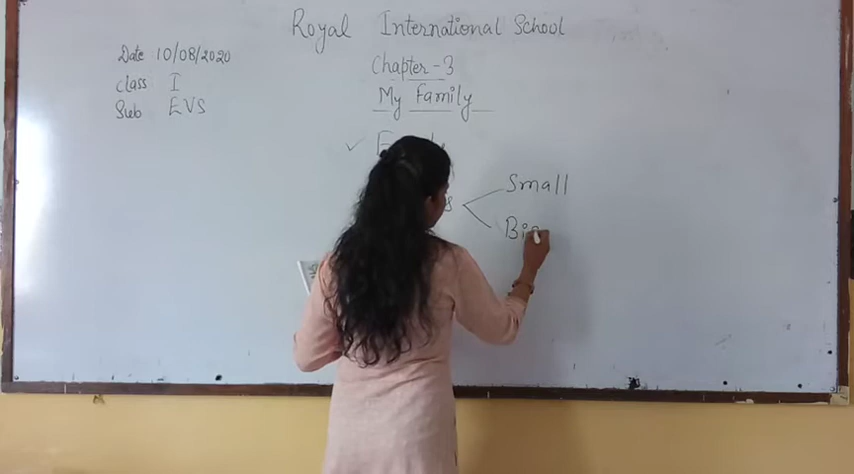 Royal International School
Date 10/08/2020
Chapter-3
class I
My Family
Sub EVS
Small